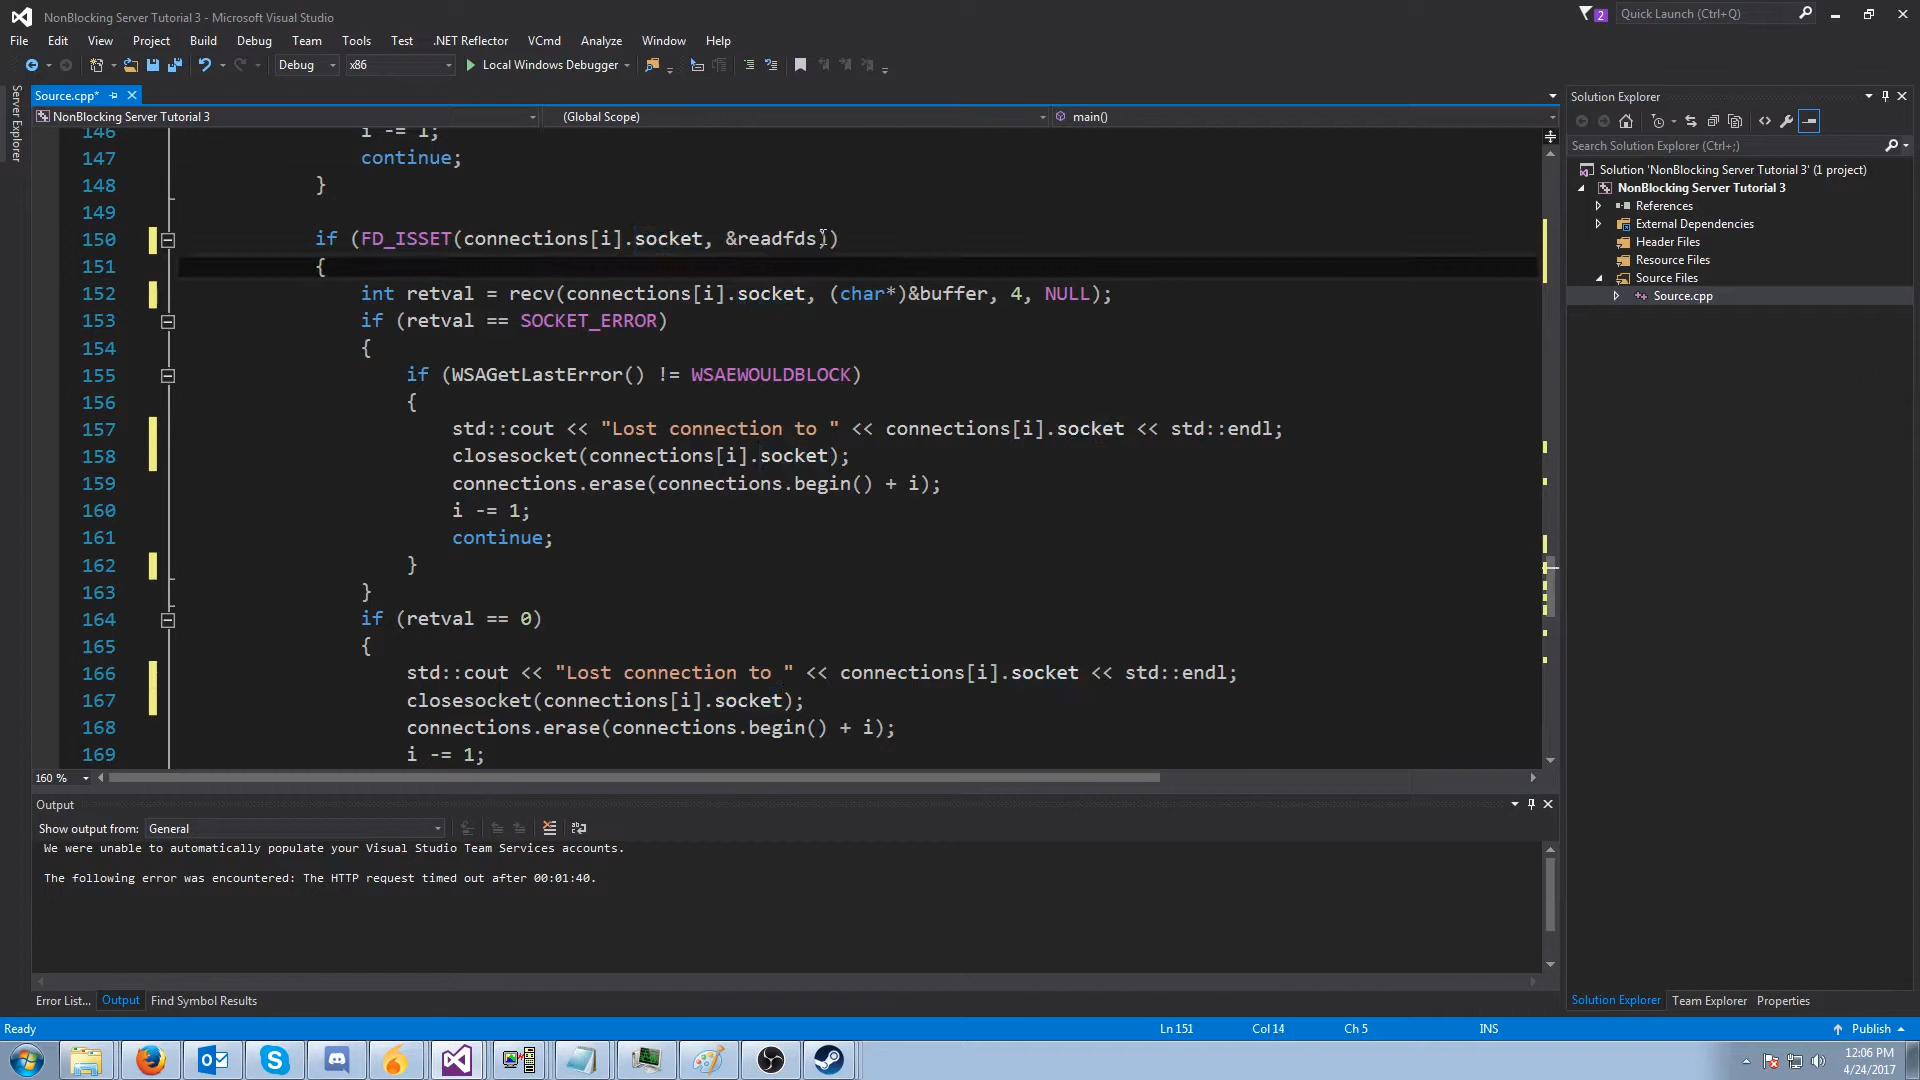 NonBlocking Server Tutorial 3 - Microsoft Visual Studio
2
Quick Launch (Ctrl+Q)
File Edit View Project Build Debug Team Tools Test .NET Reflector VCmd Analyze Window Help
Debug x86 Local Windows Debugger
Server Explorer
Source.cpp*
NonBlocking Server Tutorial 3 (Global Scope) main()
146 i -= 1;
147 continue;
148 }
149
150 if (FD_ISSET(connections[i].socket, &readfds))
151 {
152 int retval = recv(connections[i].socket, (char*)&buffer, 4, NULL);
153 if (retval == SOCKET_ERROR)
154 {
155 if (WSAGetLastError() != WSAEWOULDBLOCK)
156 {
157 std::cout << "Lost connection to " << connections[i].socket << std::endl;
158 closesocket(connections[i].socket);
159 connections.erase(connections.begin() + i);
160 i -= 1;
161 continue;
162 }
163 }
164 if (retval == 0)
165 {
166 std::cout << "Lost connection to " << connections[i].socket << std::endl;
167 closesocket(connections[i].socket);
168 connections.erase(connections.begin() + i);
169 i -= 1;
160 %
Solution Explorer
Search Solution Explorer (Ctrl+;)
Solution 'NonBlocking Server Tutorial 3' (1 project)
NonBlocking Server Tutorial 3
References
External Dependencies
Header Files
Resource Files
Source Files
Source.cpp
Output
Show output from: General
We were unable to automatically populate your Visual Studio Team Services accounts.
The following error was encountered: The HTTP request timed out after 00:01:40.
Error List... Output Find Symbol Results
Solution Explorer Team Explorer Properties
Ready Ln 151 Col 14 Ch 5 INS Publish
12:06 PM
4/24/2017